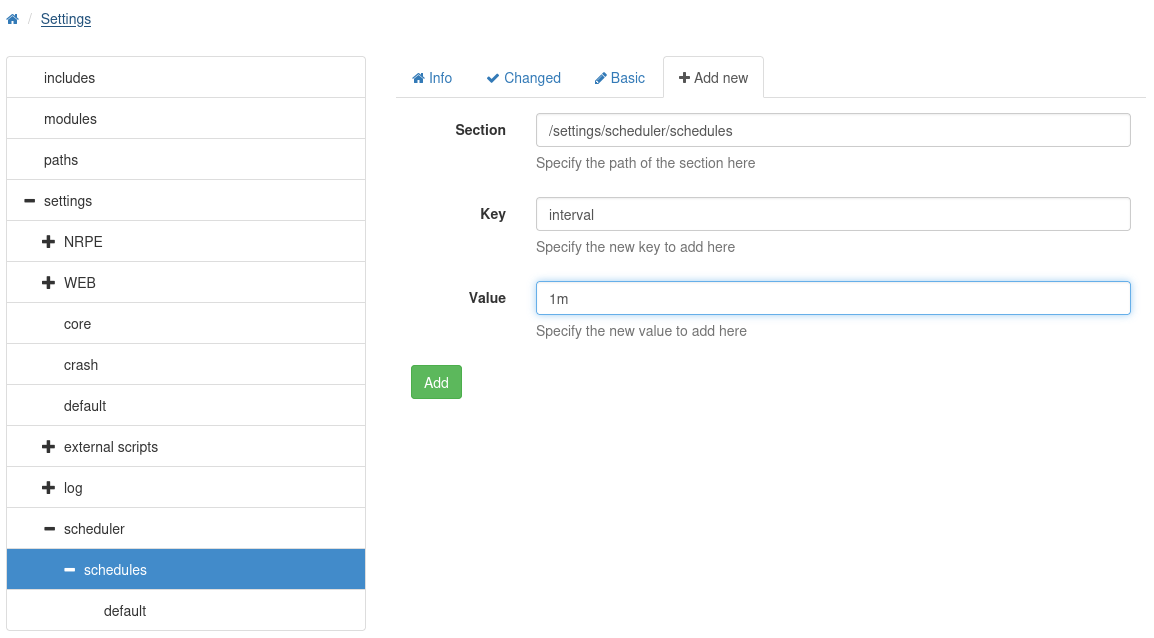 / Settings
includes
modules
paths
settings
NRPE
WEB
core
crash
default
external scripts
log
scheduler
schedules
default
Info Changed Basic Add new
Section /settings/scheduler/schedules
Specify the path of the section here
Key interval
Specify the new key to add here
Value 1m
Specify the new value to add here
Add